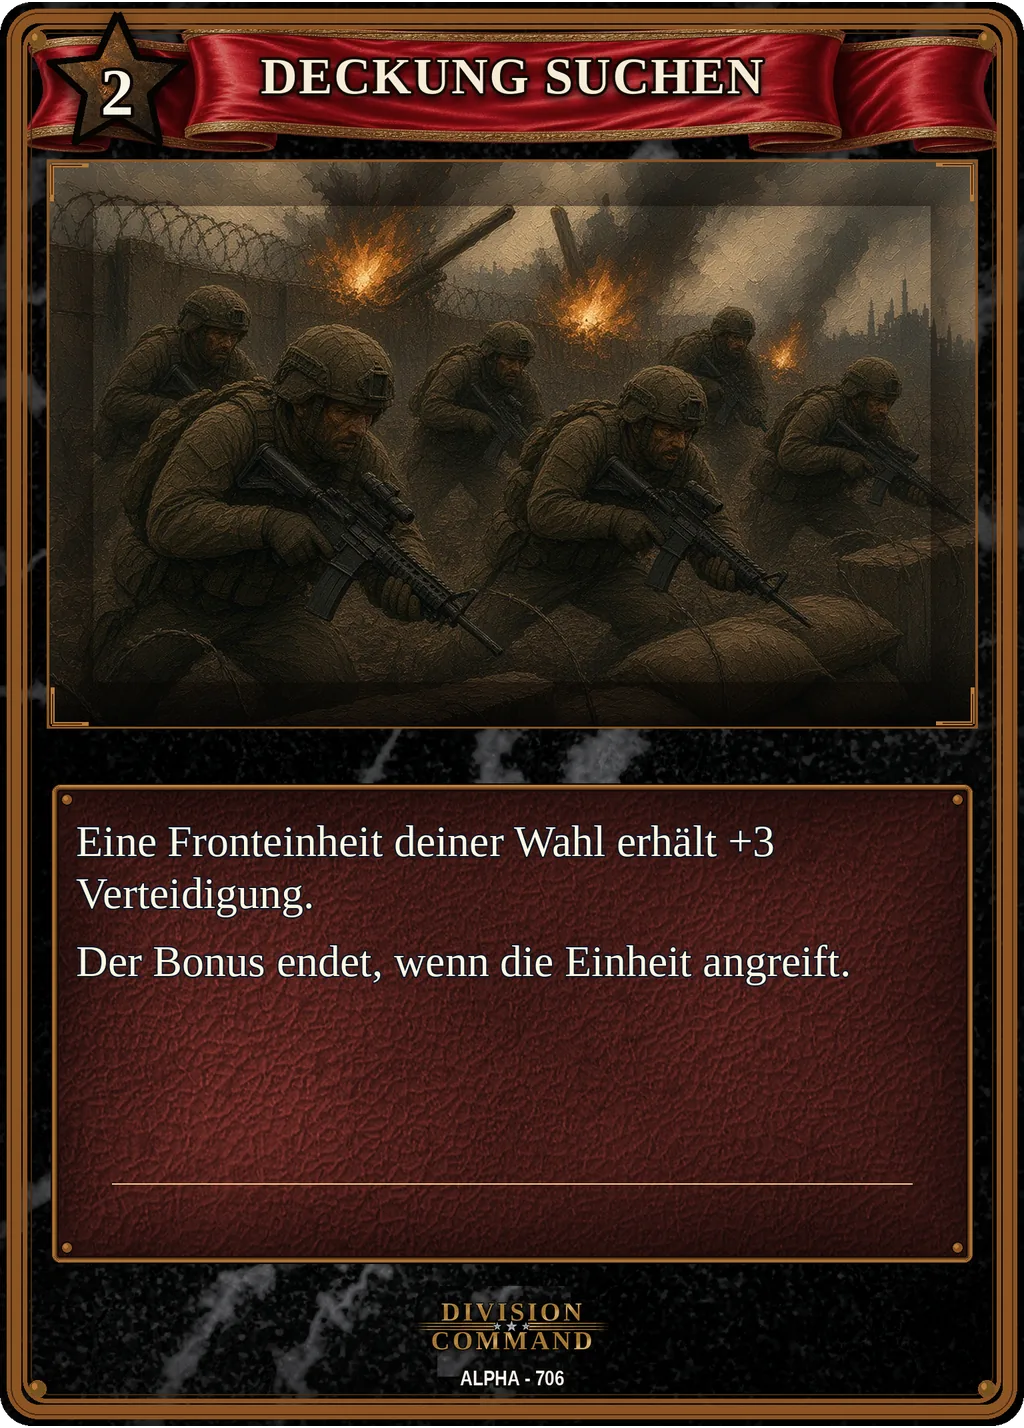 2
DECKUNG SUCHEN
Eine Fronteinheit deiner Wahl erhält +3
Verteidigung.
Der Bonus endet, wenn die Einheit angreift.
DIVISION
COMMAND
ALPHA - 706